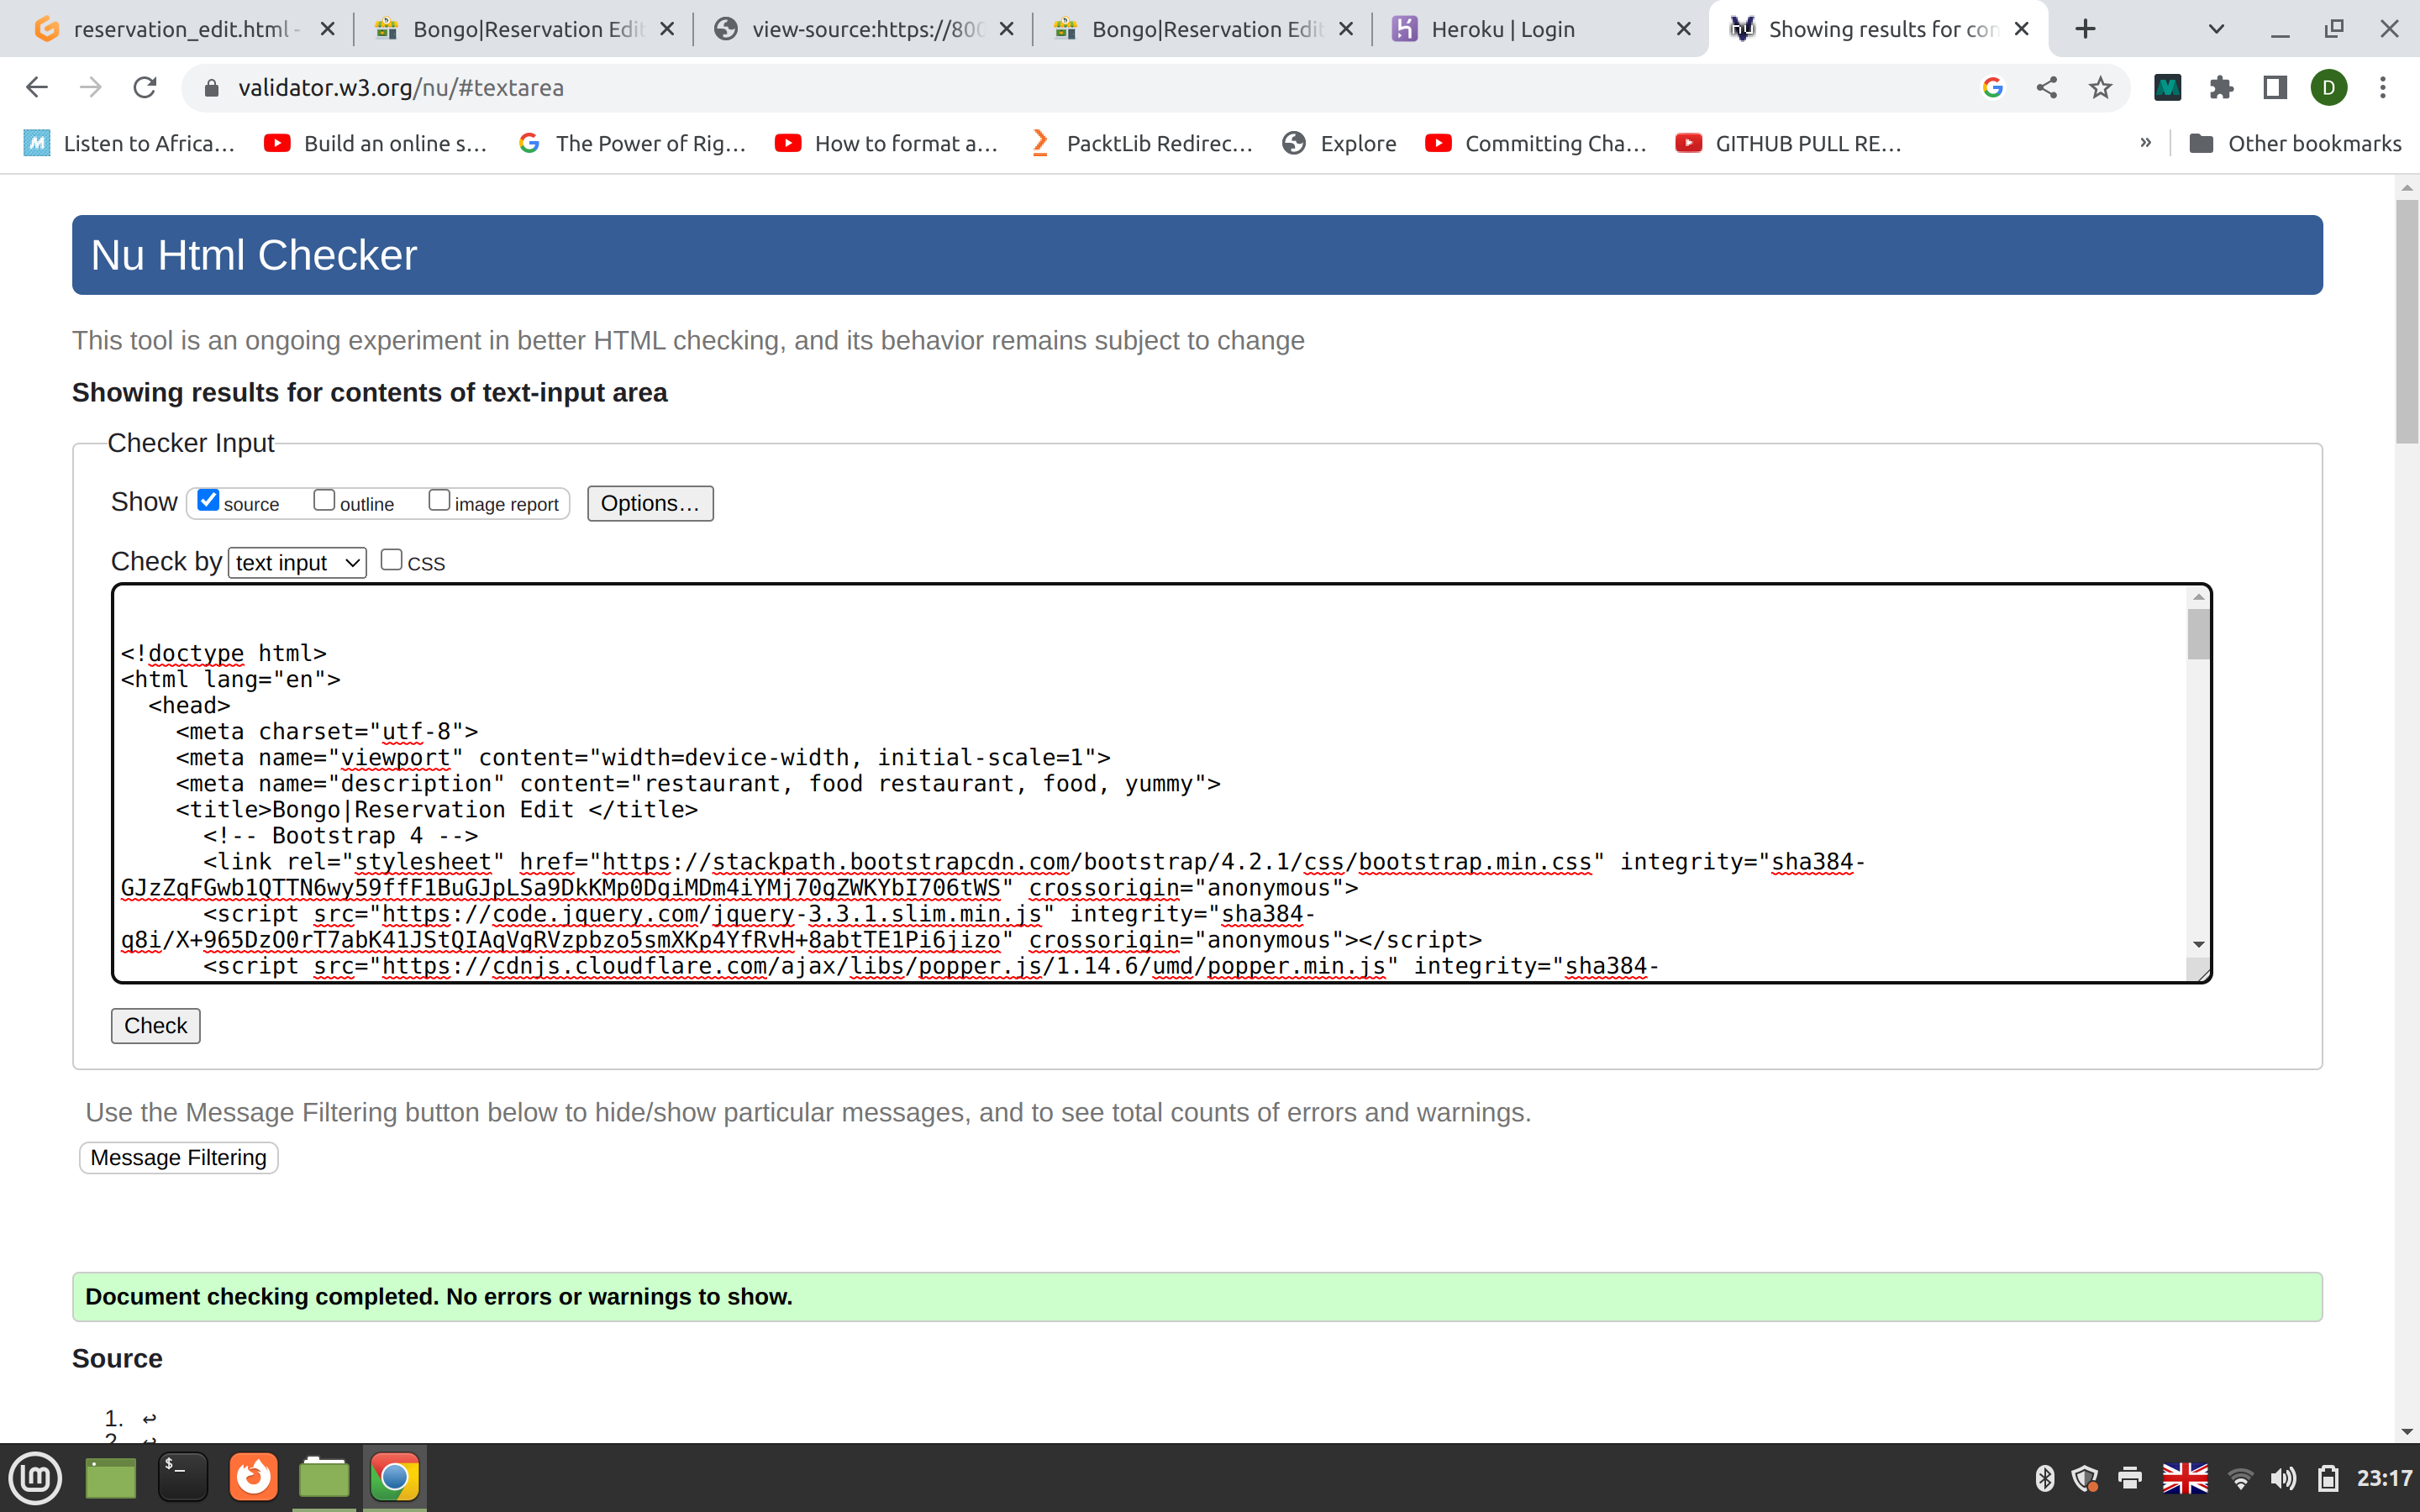 reservation_edit.html -
Bongo|Reservation Edit
view-source:https://800
Bongo|Reservation Edit
Heroku | Login
Showing results for con
validator.w3.org/nu/#textarea
D
Listen to Africa...
Build an online s...
The Power of Rig...
How to format a...
PacktLib Redirec...
Explore
Committing Cha...
GITHUB PULL RE...
»
Other bookmarks
Nu Html Checker
This tool is an ongoing experiment in better HTML checking, and its behavior remains subject to change
Showing results for contents of text-input area
Checker Input
Show source outline image report Options...
Check by text input CSS
<!doctype html>
<html lang="en">
<head>
<meta charset="utf-8">
<meta name="viewport" content="width=device-width, initial-scale=1">
<meta name="description" content="restaurant, food restaurant, food, yummy">
<title>Bongo|Reservation Edit </title>
<!-- Bootstrap 4 -->
<link rel="stylesheet" href="https://stackpath.bootstrapcdn.com/bootstrap/4.2.1/css/bootstrap.min.css" integrity="sha384-
GJzZqFGwb1QTTN6wy59ffF1BuGJpLSa9DkKMp0DgiMDm4iYMj70gZWKYbI706tWS" crossorigin="anonymous">
<script src="https://code.jquery.com/jquery-3.3.1.slim.min.js" integrity="sha384-
q8i/X+965DzO0rT7abK41JStQIAqVgRVzpbzo5smXKp4YfRvH+8abtTE1Pi6jizo" crossorigin="anonymous"></script>
<script src="https://cdnjs.cloudflare.com/ajax/libs/popper.js/1.14.6/umd/popper.min.js" integrity="sha384-
Check
Use the Message Filtering button below to hide/show particular messages, and to see total counts of errors and warnings.
Message Filtering
Document checking completed. No errors or warnings to show.
Source
1. ↩
2. ↩
$_
23:17